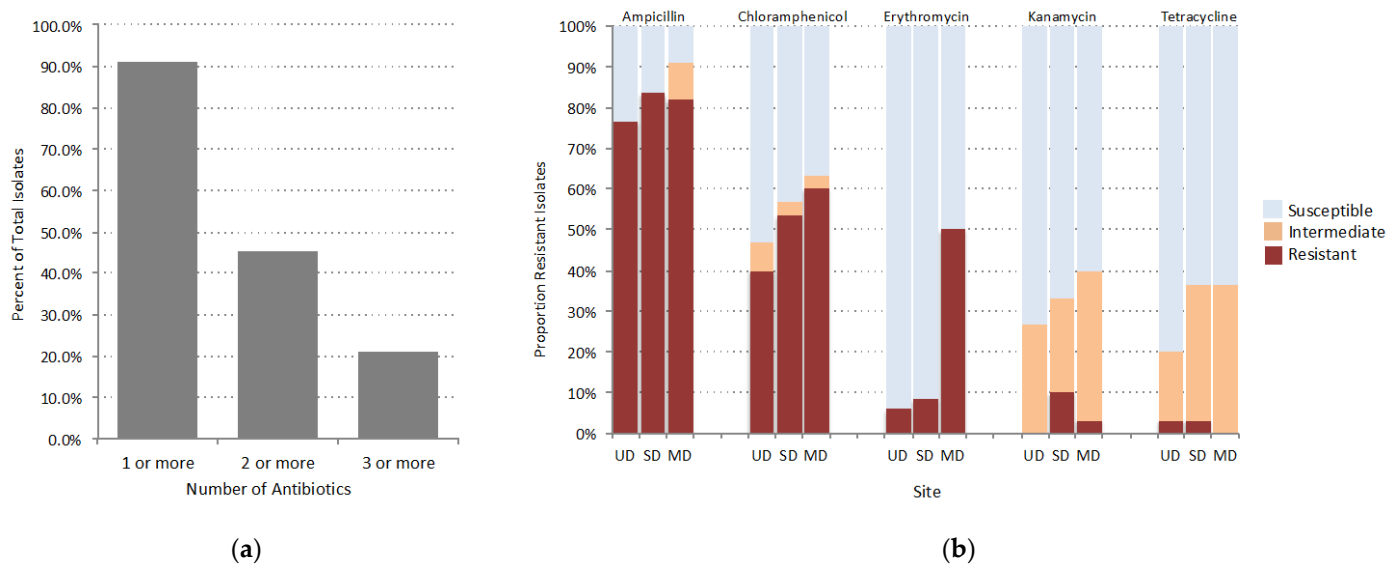 100.0%
90.0%
80.0%
70.0%
60.0%
50.0%
40.0%
30.0%
20.0%
10.0%
0.0%
Percent of Total Isolates
1 or more 2 or more 3 or more
Number of Antibiotics
(a)
Ampicillin Chloramphenicol Erythromycin Kanamycin Tetracycline
100%
90%
80%
70%
60%
50%
40%
30%
20%
10%
0%
Proportion Resistant Isolates
UD SD MD UD SD MD UD SD MD UD SD MD UD SD MD
Site
Susceptible
Intermediate
Resistant
(b)